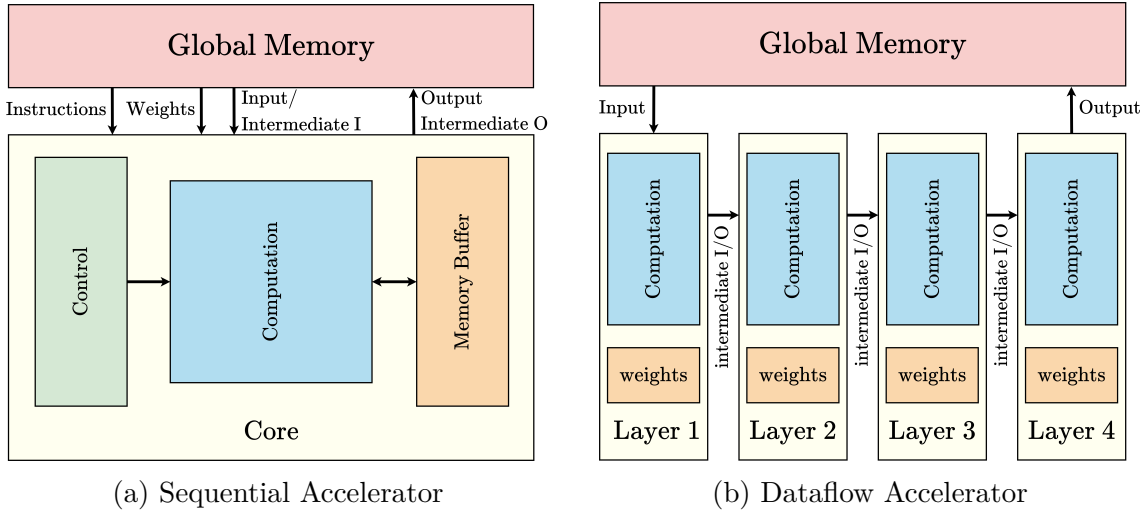 Global Memory
Instructions
Weights
Input/
Intermediate I
Output
Intermediate O
Control
Computation
Memory Buffer
Core
(a) Sequential Accelerator
Global Memory
Input
Output
Computation
intermediate I/O
Computation
intermediate I/O
Computation
intermediate I/O
Computation
weights
weights
weights
weights
Layer 1
Layer 2
Layer 3
Layer 4
(b) Dataflow Accelerator